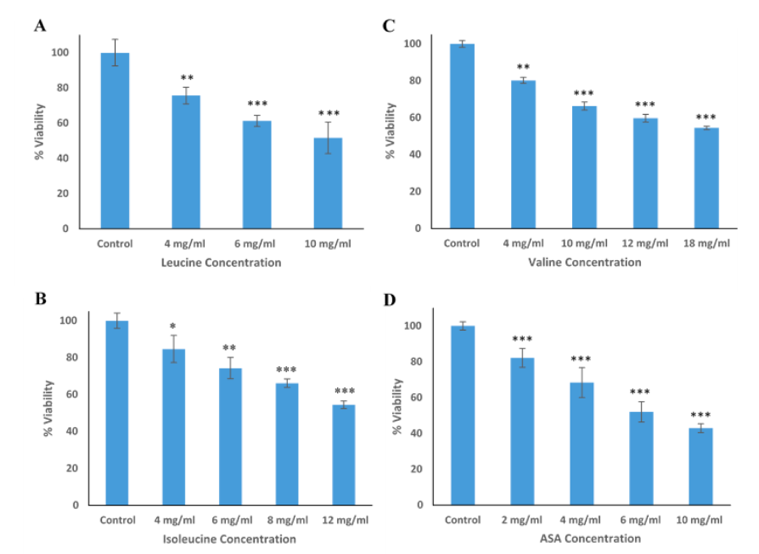 A
% Viability
100
80
60
40
20
0
** *** ***
Control 4 mg/ml 6 mg/ml 10 mg/ml
Leucine Concentration
C
% Viability
100
80
60
40
20
0
** *** *** ***
Control 4 mg/ml 10 mg/ml 12 mg/ml 18 mg/ml
Valine Concentration
B
% Viability
100
80
60
40
20
0
* ** *** ***
Control 4 mg/ml 6 mg/ml 8 mg/ml 12 mg/ml
Isoleucine Concentration
D
% Viability
100
80
60
40
20
0
*** *** *** ***
Control 2 mg/ml 4 mg/ml 6 mg/ml 10 mg/ml
ASA Concentration